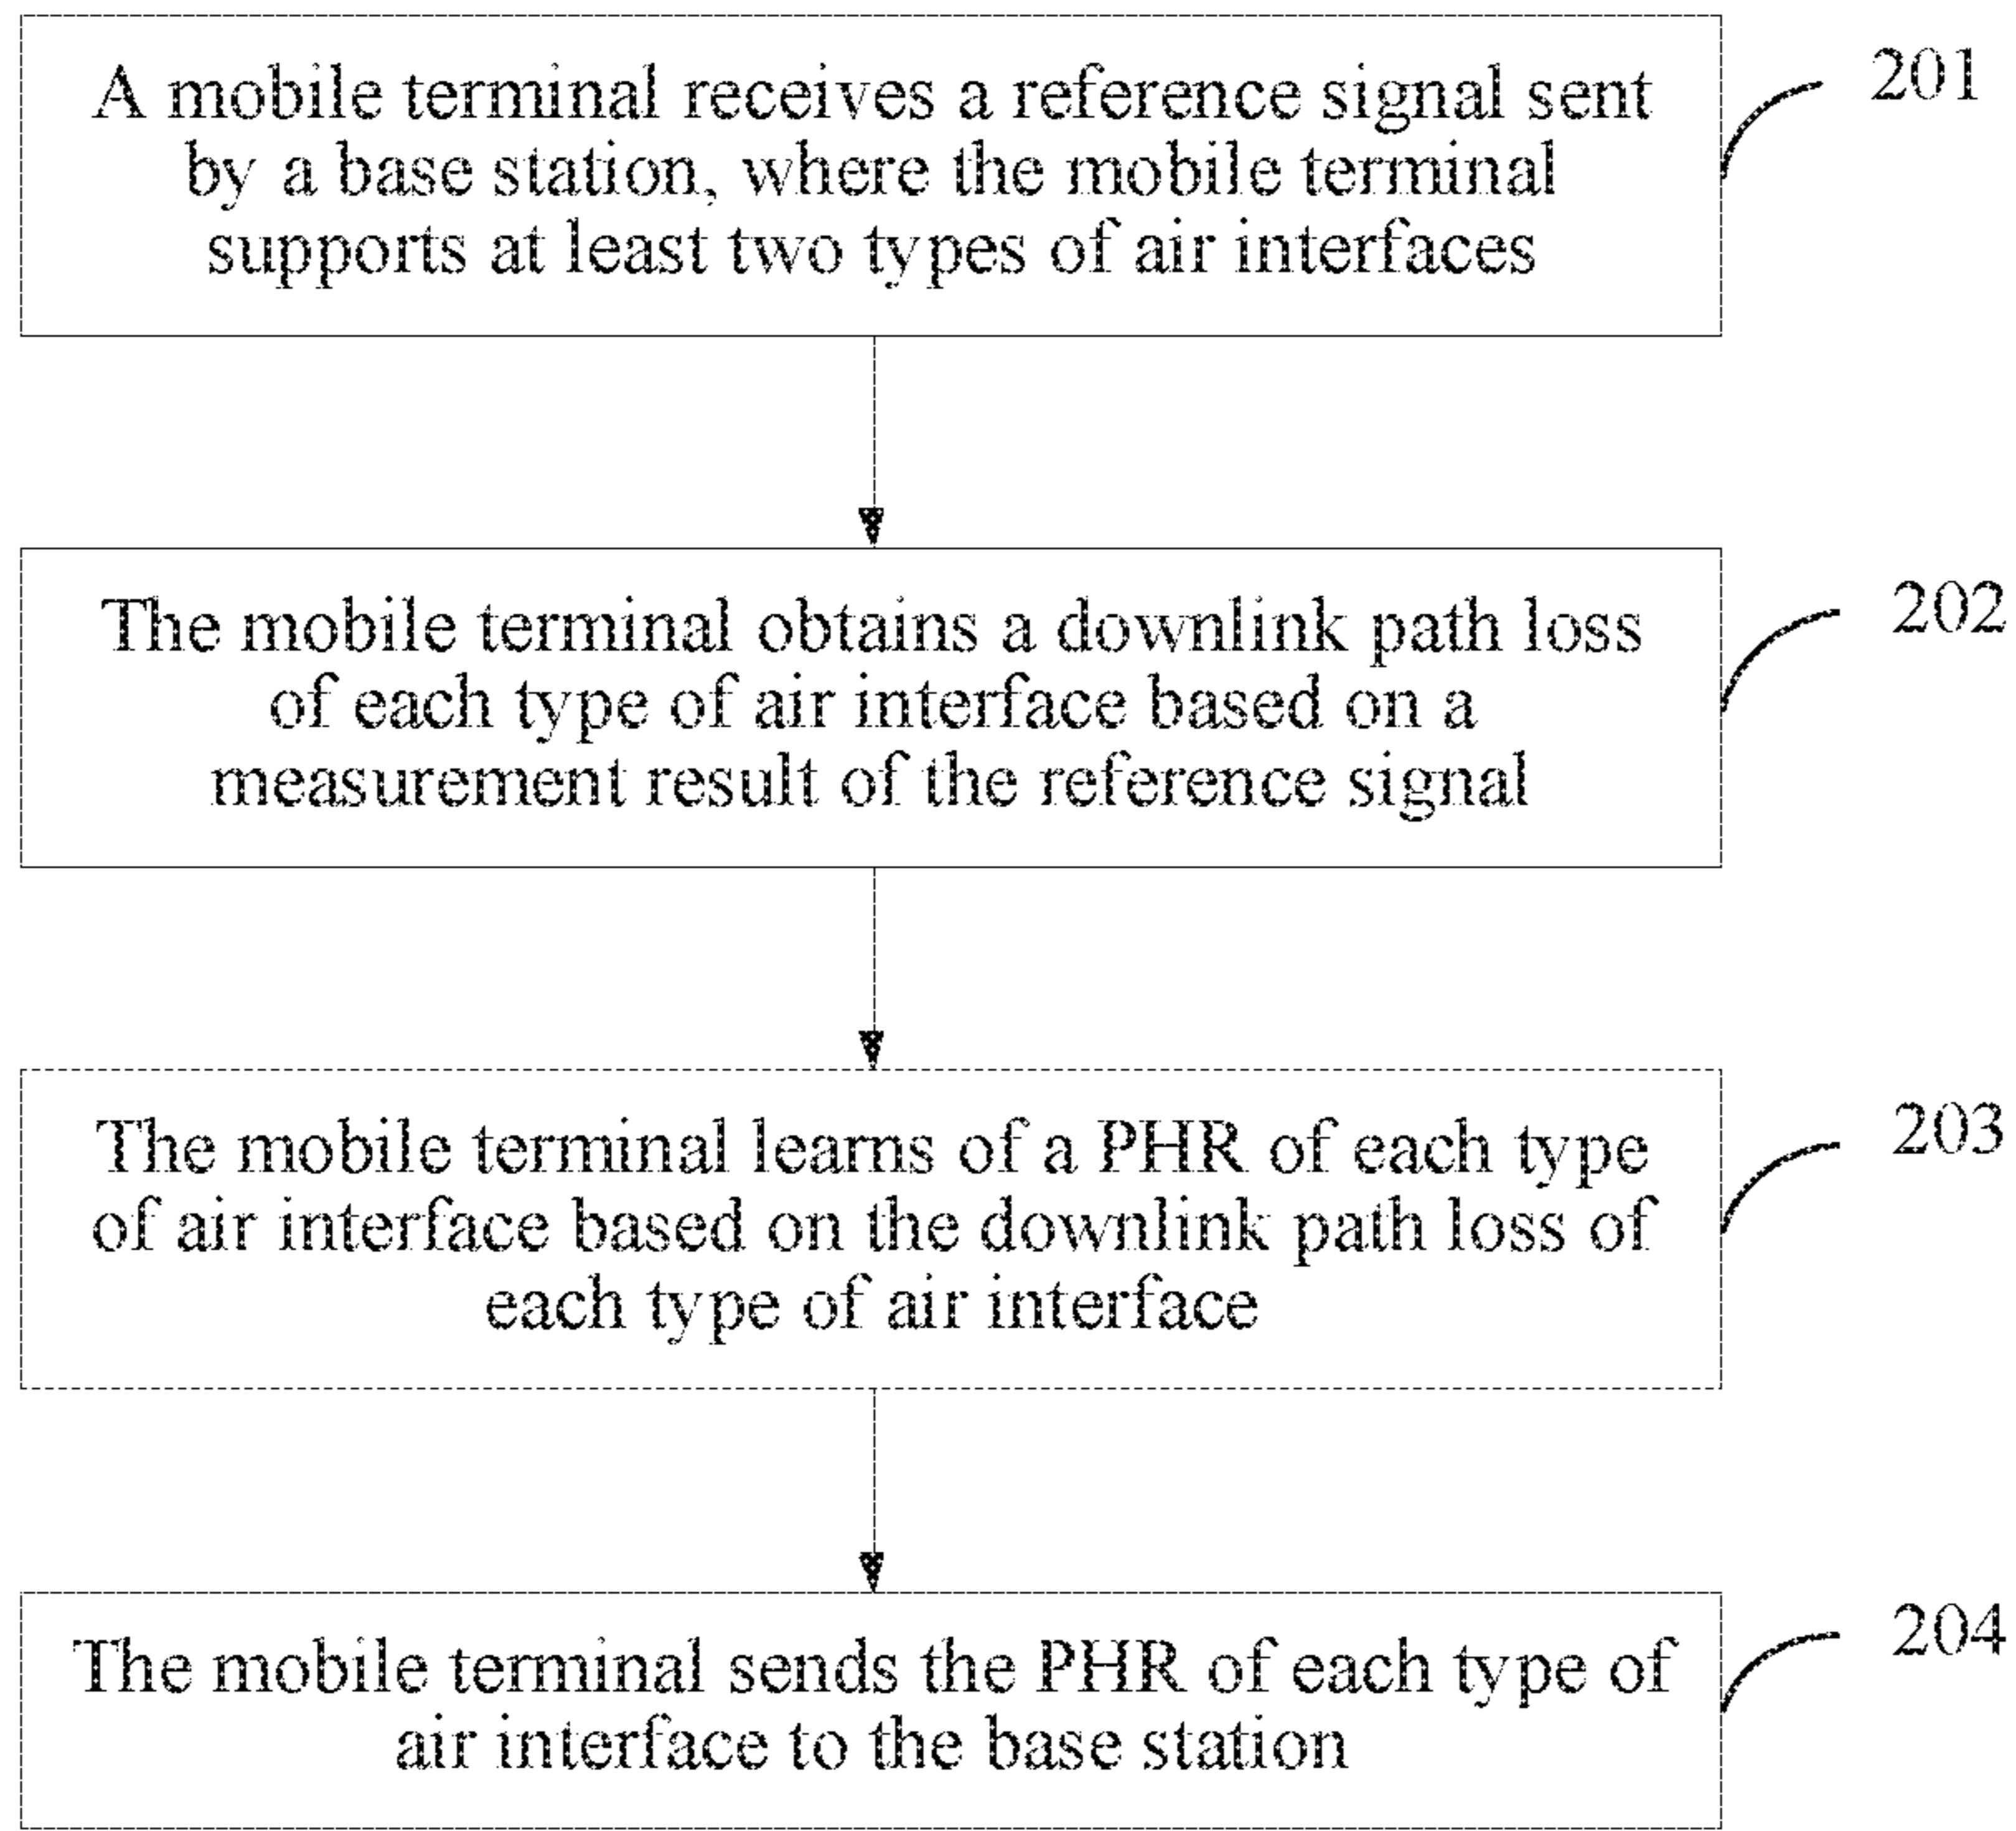 A mobile terminal receives a reference signal sent
by a base station, where the mobile terminal
supports at least two types of air interfaces
201
The mobile terminal obtains a downlink path loss
of each type of air interface based on a
measurement result of the reference signal
202
The mobile terminal learns of a PHR of each type
of air interface based on the downlink path loss of
each type of air interface
203
The mobile terminal sends the PHR of each type of
air interface to the base station
204